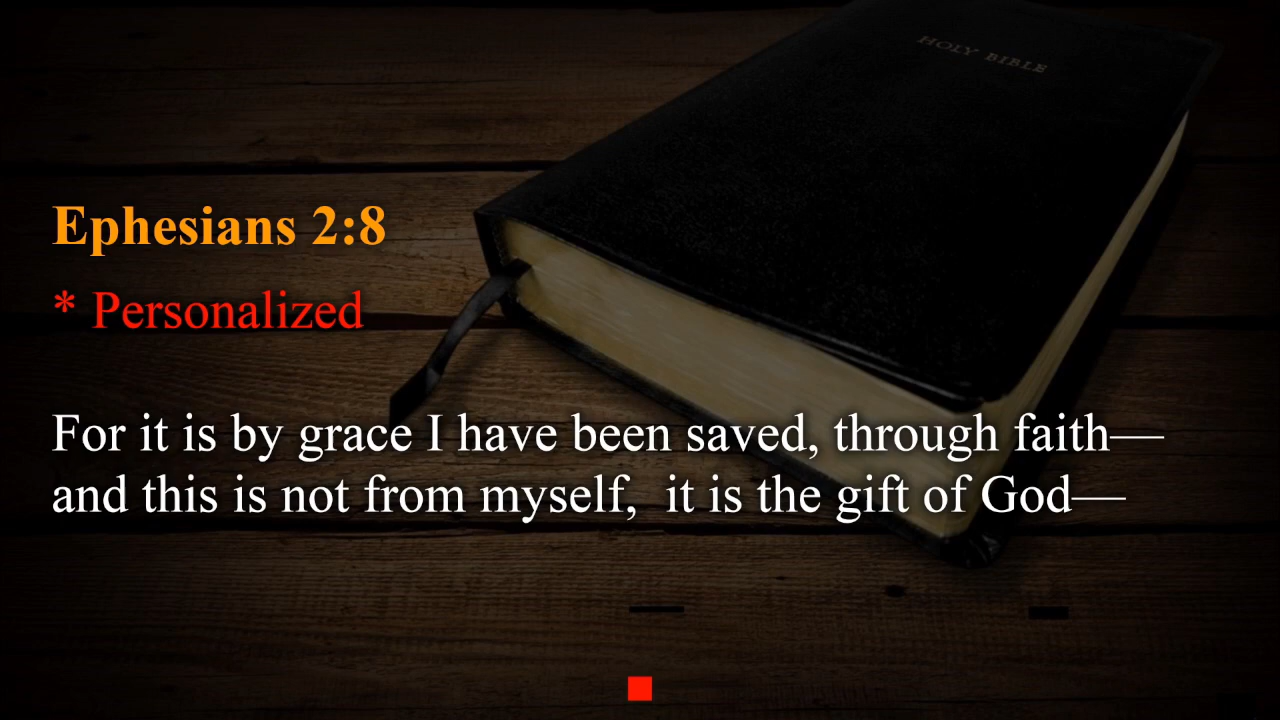 HOLY BIBLE
Ephesians 2:8
* Personalized
For it is by grace I have been saved, through faith—
and this is not from myself,  it is the gift of God—